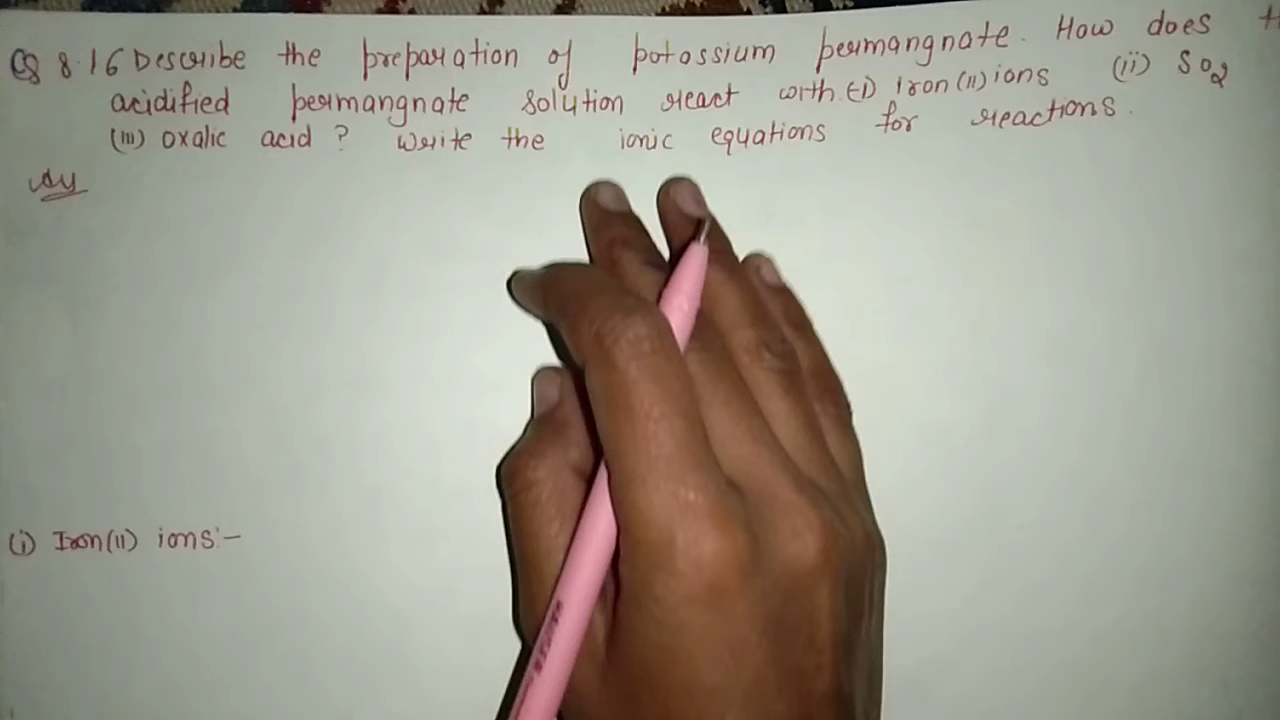 Q 8.16 Describe the preparation of potossium permangnate. How does
acidified permangnate solution react with (i) iron (II) ions (ii) SO2
(III) oxalic acid? Write the ionic equations for reactions.
(i) Iron(II) ions:-